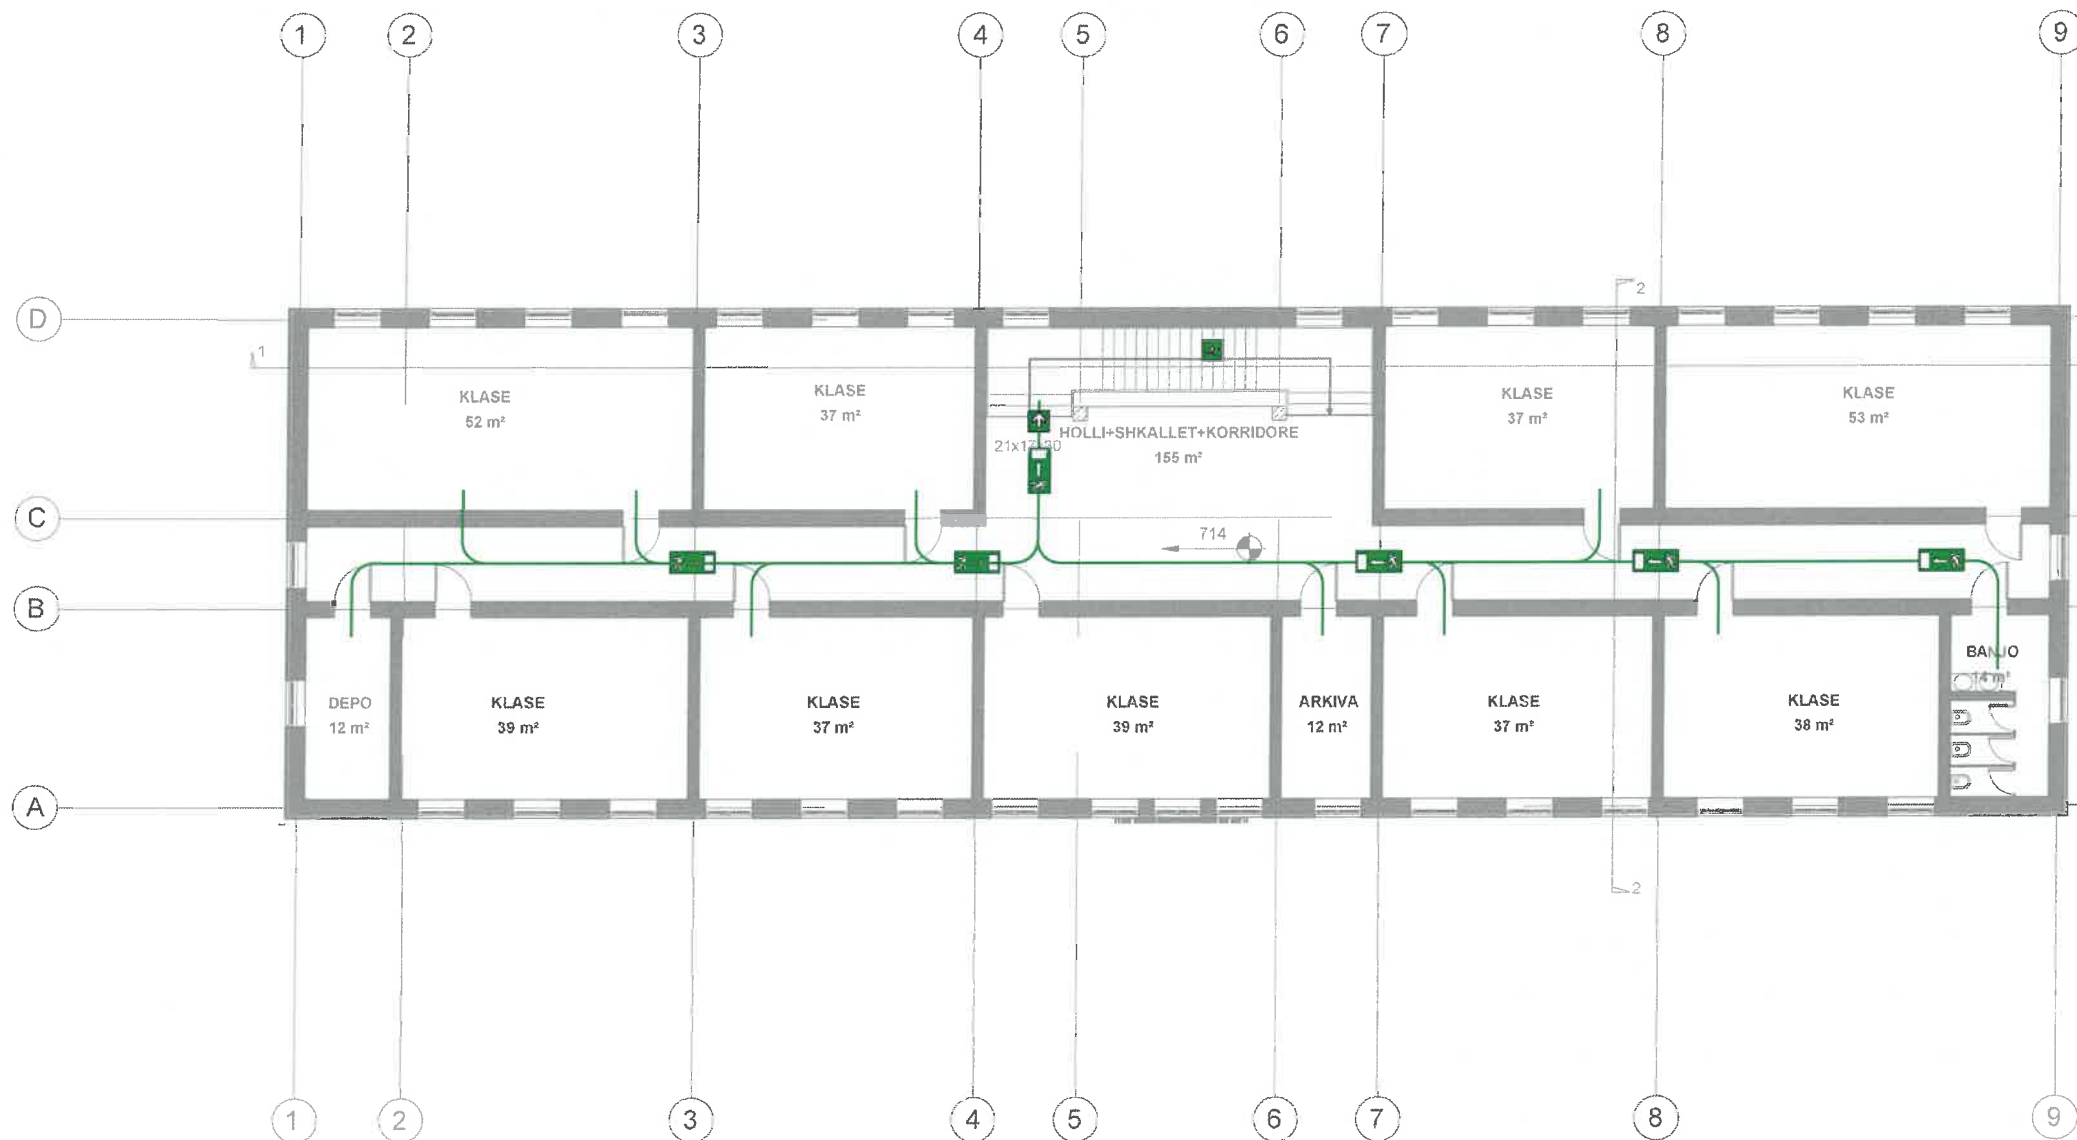 1 2 3 4 5 6 7 8 9
2
D
1
KLASE
52 m²
KLASE
37 m²
KLASE
37 m²
KLASE
53 m²
HOLLI+SHKALLET+KORRIDORE
155 m²
C
714
B
BANJO
14 m²
DEPO
12 m²
KLASE
39 m²
KLASE
37 m²
KLASE
39 m²
ARKIVA
12 m²
KLASE
37 m²
KLASE
38 m²
A
2
1 2 3 4 5 6 7 8 9